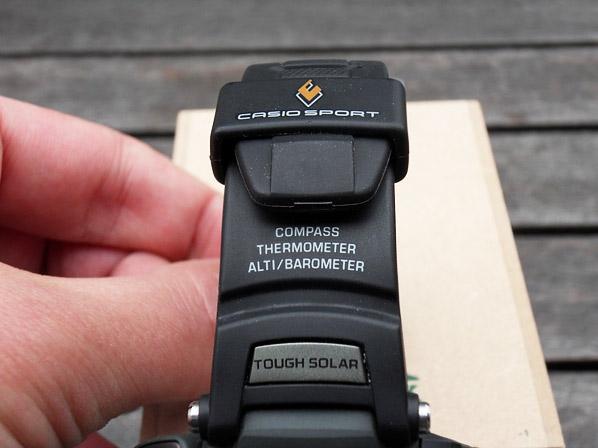 CASIO SPORT
COMPASS
THERMOMETER
ALTI/BAROMETER
TOUGH SOLAR